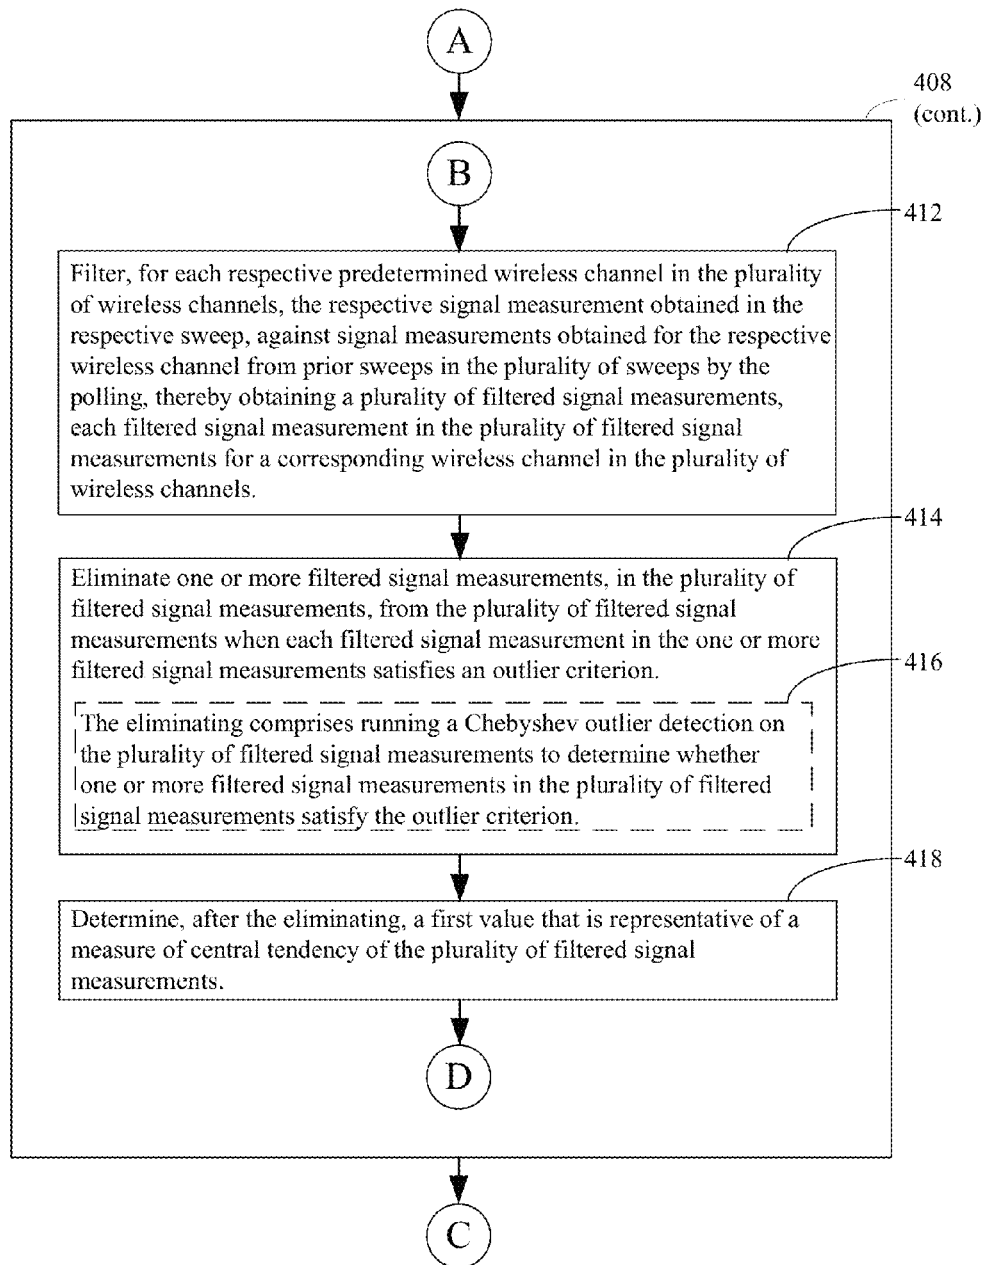 A
408
(cont.)
B
412
Filter, for each respective predetermined wireless channel in the plurality
of wireless channels, the respective signal measurement obtained in the
respective sweep, against signal measurements obtained for the respective
wireless channel from prior sweeps in the plurality of sweeps by the
polling, thereby obtaining a plurality of filtered signal measurements,
each filtered signal measurement in the plurality of filtered signal
measurements for a corresponding wireless channel in the plurality of
wireless channels.
414
Eliminate one or more filtered signal measurements, in the plurality of
filtered signal measurements, from the plurality of filtered signal
measurements when each filtered signal measurement in the one or more
filtered signal measurements satisfies an outlier criterion.
416
The eliminating comprises running a Chebyshev outlier detection on
the plurality of filtered signal measurements to determine whether
one or more filtered signal measurements in the plurality of filtered
signal measurements satisfy the outlier criterion.
418
Determine, after the eliminating, a first value that is representative of a
measure of central tendency of the plurality of filtered signal
measurements.
D
C